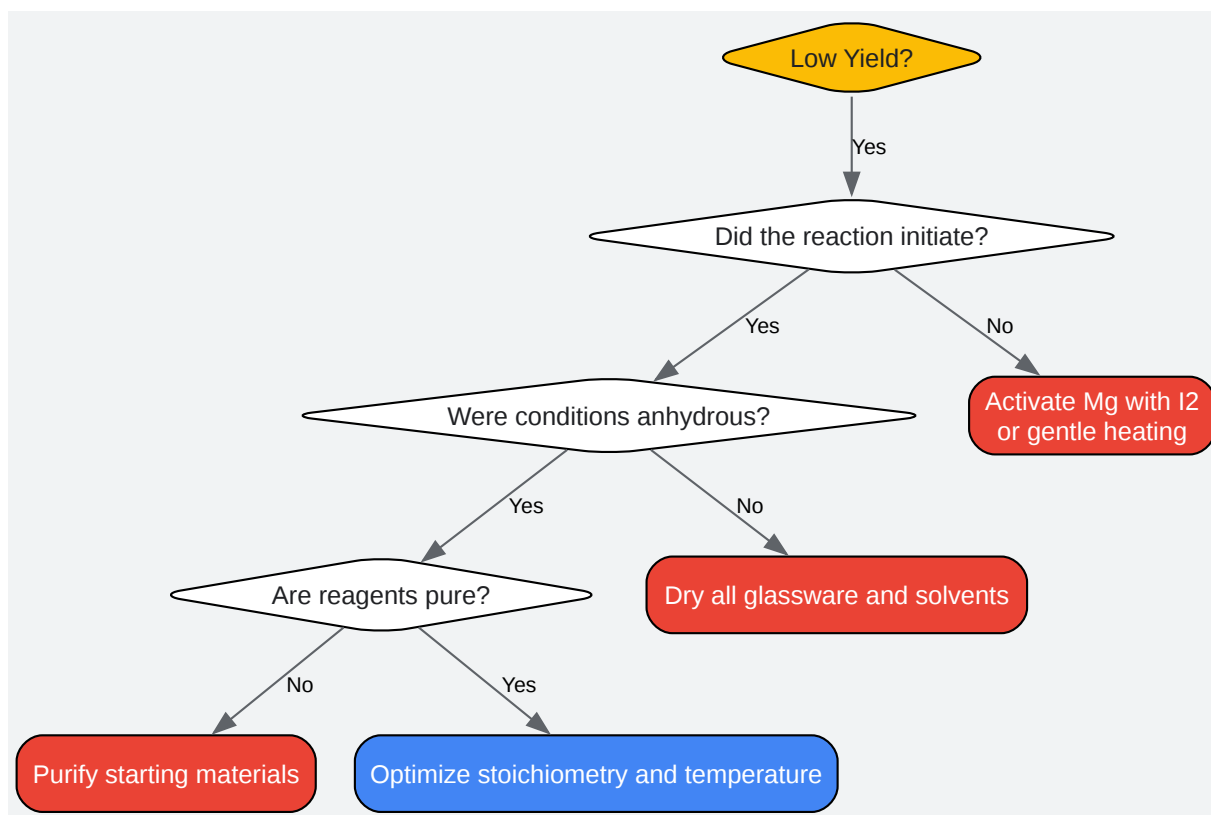 Low Yield?
Yes
Did the reaction initiate?
Yes
No
Activate Mg with I2
or gentle heating
Were conditions anhydrous?
Yes
No
Dry all glassware and solvents
Are reagents pure?
No
Yes
Purify starting materials
Optimize stoichiometry and temperature